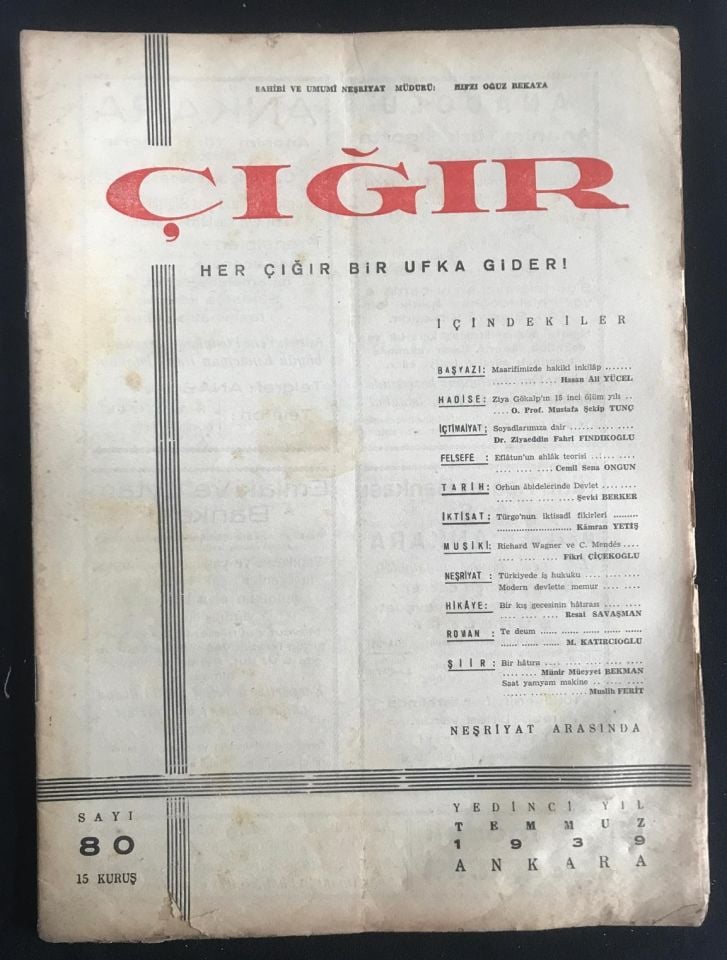 SAHİBİ VE UMUMÎ NEŞRİYAT MÜDÜRÜ: HIFZI OĞUZ BEKATA
ÇIĞIR
HER ÇIĞIR BİR UFKA GİDER!
İÇİNDEKİLER
BAŞYAZI: Maarifimizde hakikî inkilâp .......
...... .... .... Hasan Ali YÜCEL
HADİSE: Ziya Gökalp'ın 15 inci ölüm yılı ..
.... .... O. Prof. Mustafa Şekip TUNÇ
İÇTİMAİYAT: Soyadlarımıza dair ...... .... ....
Dr. Ziyaeddin Fahri FINDIKOĞLU
FELSEFE : Eflâtun'un ahlâk teorisi ...... ....
.... .... .... Cemil Sena ONGUN
TARİH: Orhun âbidelerinde Devlet .... ....
.... .... .... .... Şevki BERKER
İKTİSAT: Türgo'nun iktisadî fikirleri .........
........................... Kâmran YETİŞ
MUSİKİ: Richard Wagner ve C. Mendés.... ....
.... .... .... Fikri ÇİÇEKOĞLU
NEŞRİYAT : Türkiyede iş hukuku .... .... ....
Modern devlette memur .... ....
HİKÂYE: Bir kış gecesinin hâtırası .... ....
.... .... .... Resai SAVAŞMAN
ROMAN : Te deum ...... ...... ...... ...... ......
...... ...... ...... M. KATIRCIOĞLU
ŞİİR: Bir hâtıra .... .... .... .... .... ....
.... .... Münir Müeyyet BEKMAN
Saat yamyam makine .. .... .... ....
.... .... .... .... Muslih FERİT
NEŞRİYAT ARASINDA
SAYI
80
15 KURUŞ
YEDİNCİ YIL
TEMMUZ
1939
ANKARA